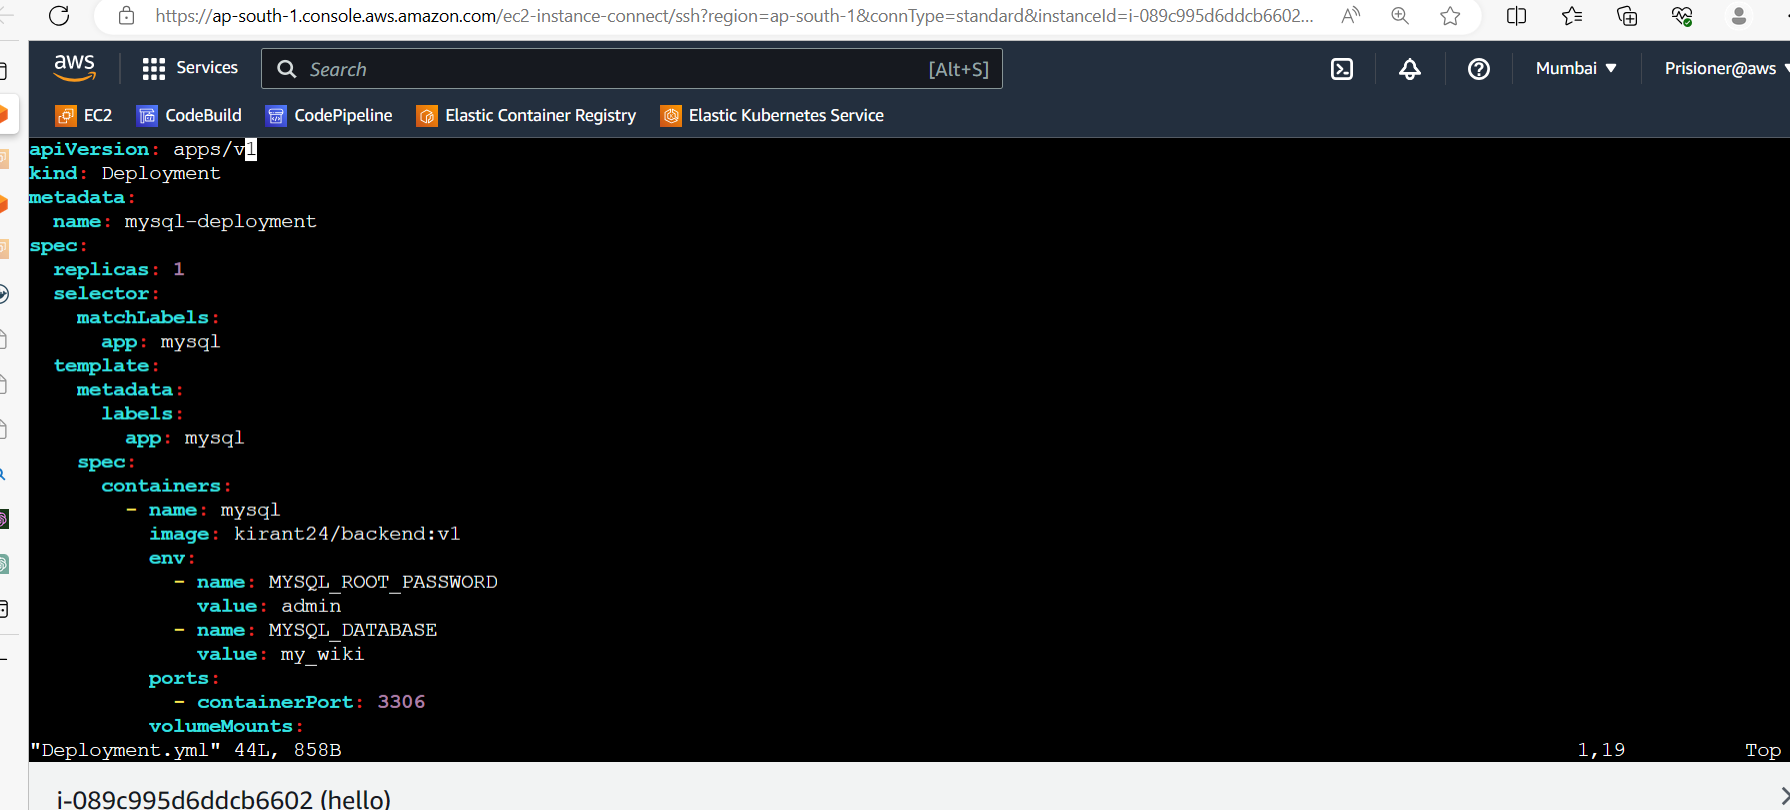 https://ap-south-1.console.aws.amazon.com/ec2-instance-connect/ssh?region=ap-south-1&connType=standard&instanceId=i-089c995d6ddcb6602...
aws Services Search [Alt+S] Mumbai ▼ Prisioner@aws
EC2 CodeBuild CodePipeline Elastic Container Registry Elastic Kubernetes Service
apiVersion: apps/v1
kind: Deployment
metadata:
  name: mysql-deployment
spec:
  replicas: 1
  selector:
    matchLabels:
      app: mysql
  template:
    metadata:
      labels:
        app: mysql
    spec:
      containers:
        - name: mysql
          image: kirant24/backend:v1
          env:
            - name: MYSQL_ROOT_PASSWORD
              value: admin
            - name: MYSQL_DATABASE
              value: my_wiki
          ports:
            - containerPort: 3306
          volumeMounts:
"Deployment.yml" 44L, 858B 1,19 Top
i-089c995d6ddcb6602 (hello)